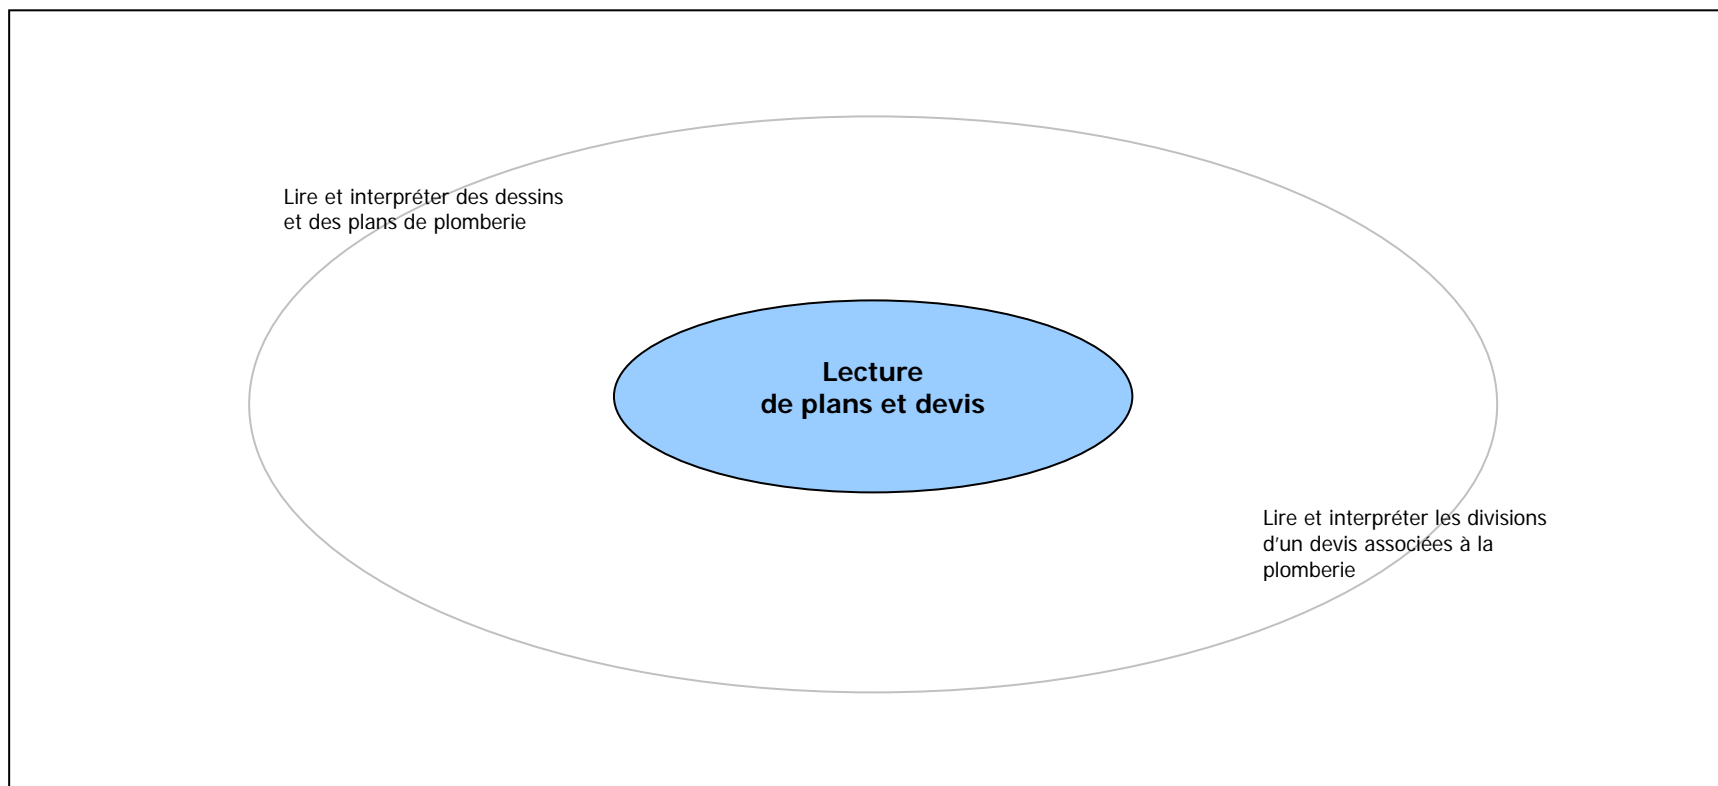 Lire et interpréter des dessins
et des plans de plomberie
Lecture
de plans et devis
Lire et interpréter les divisions
d'un devis associées à la
plomberie